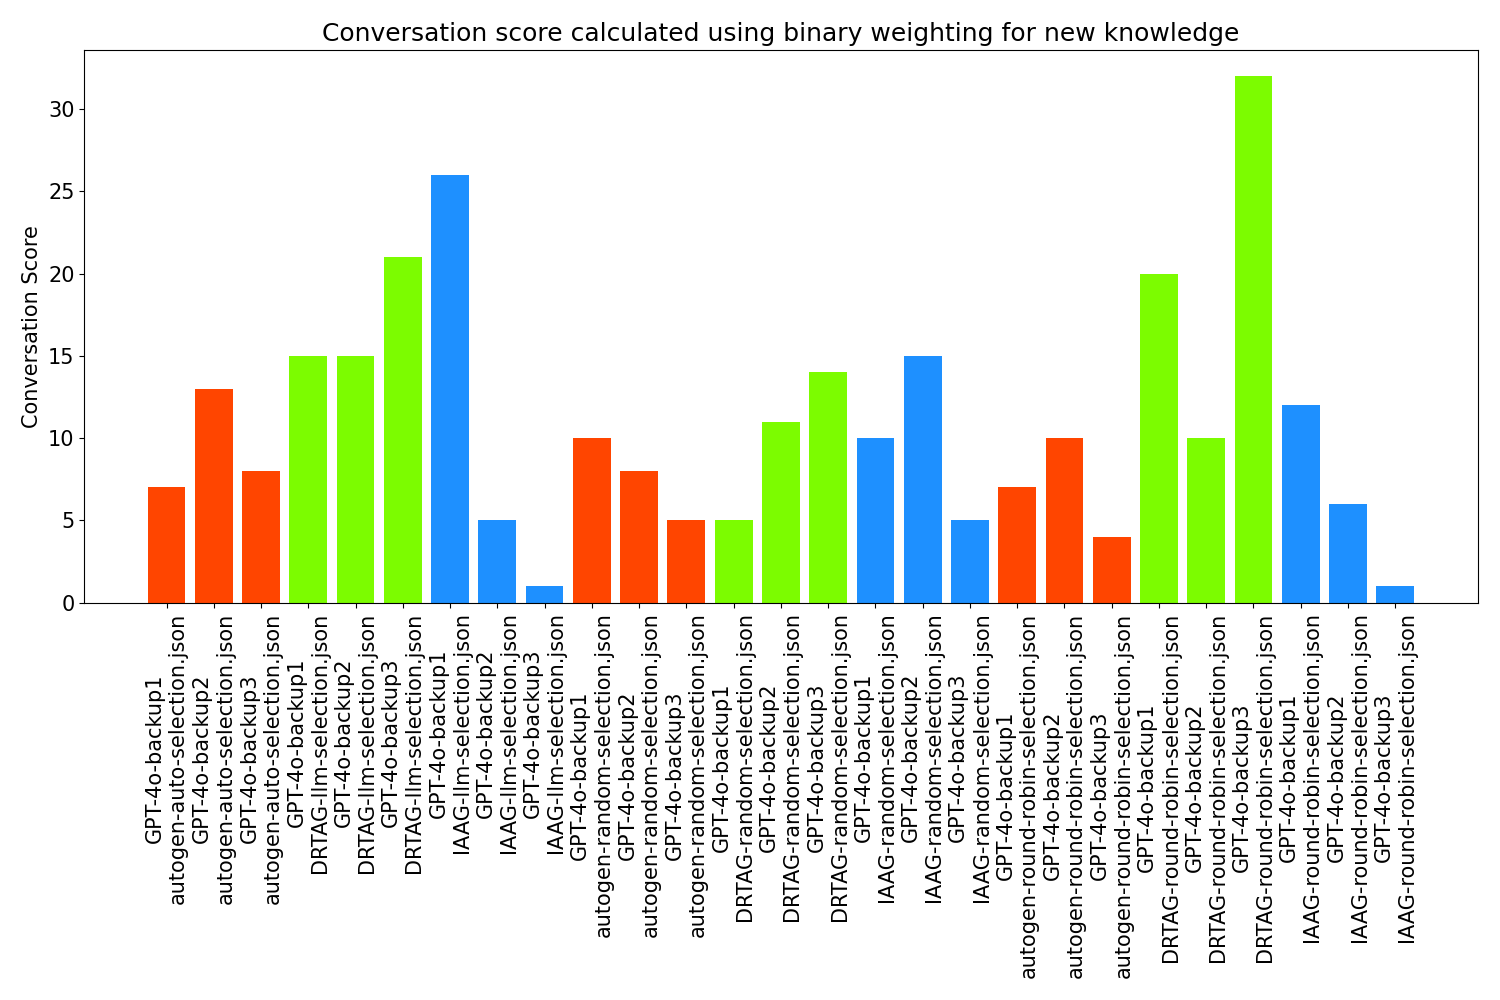 Conversation score calculated using binary weighting for new knowledge
Conversation Score
30
25
20
15
10
5
0
GPT-4o-backup1
autogen-auto-selection.json
GPT-4o-backup2
autogen-auto-selection.json
GPT-4o-backup3
autogen-auto-selection.json
GPT-4o-backup1
DRTAG-llm-selection.json
GPT-4o-backup2
DRTAG-llm-selection.json
GPT-4o-backup3
DRTAG-llm-selection.json
GPT-4o-backup1
IAAG-llm-selection.json
GPT-4o-backup2
IAAG-llm-selection.json
GPT-4o-backup3
IAAG-llm-selection.json
GPT-4o-backup1
autogen-random-selection.json
GPT-4o-backup2
autogen-random-selection.json
GPT-4o-backup3
autogen-random-selection.json
GPT-4o-backup1
DRTAG-random-selection.json
GPT-4o-backup2
DRTAG-random-selection.json
GPT-4o-backup3
DRTAG-random-selection.json
GPT-4o-backup1
IAAG-random-selection.json
GPT-4o-backup2
IAAG-random-selection.json
GPT-4o-backup3
IAAG-random-selection.json
GPT-4o-backup1
autogen-round-robin-selection.json
GPT-4o-backup2
autogen-round-robin-selection.json
GPT-4o-backup3
autogen-round-robin-selection.json
GPT-4o-backup1
DRTAG-round-robin-selection.json
GPT-4o-backup2
DRTAG-round-robin-selection.json
GPT-4o-backup3
DRTAG-round-robin-selection.json
GPT-4o-backup1
IAAG-round-robin-selection.json
GPT-4o-backup2
IAAG-round-robin-selection.json
GPT-4o-backup3
IAAG-round-robin-selection.json